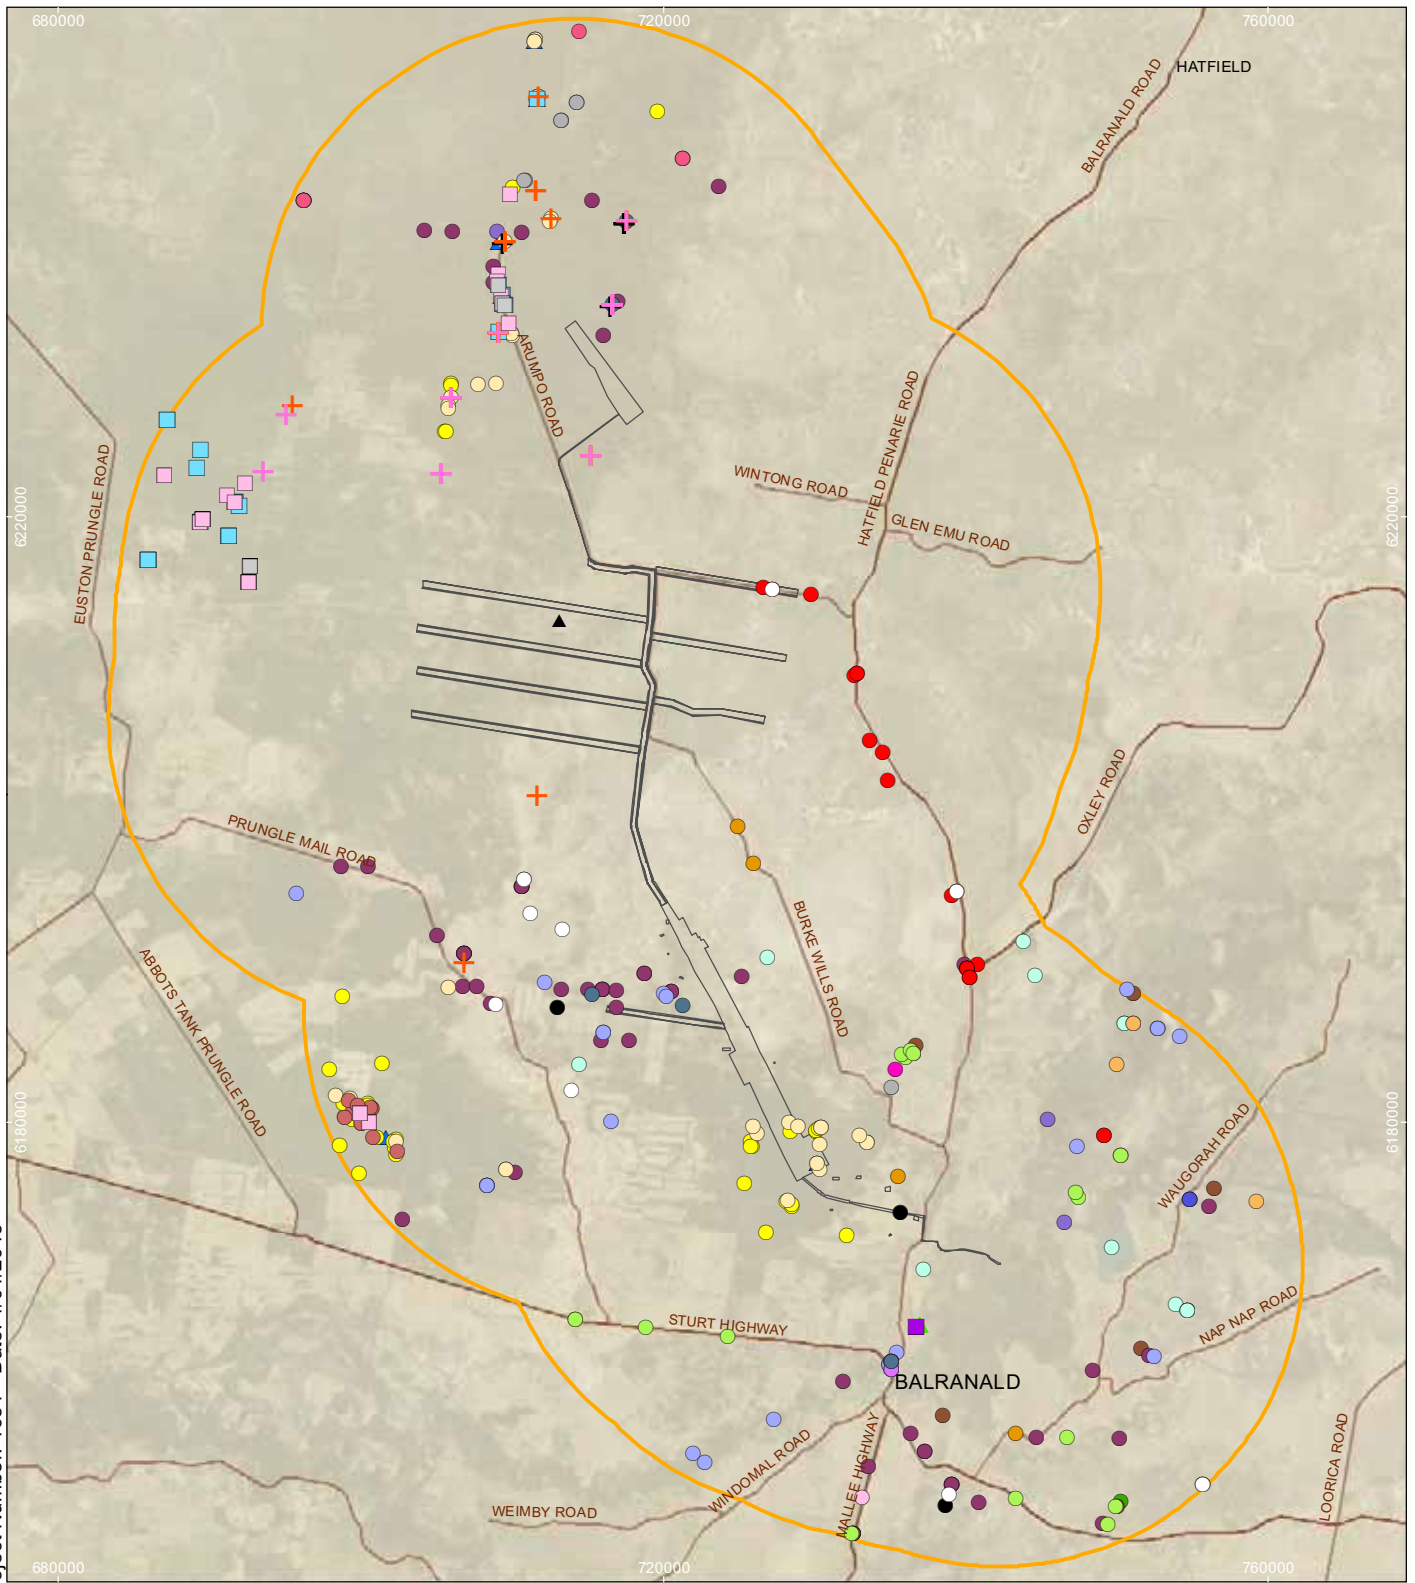 680000
720000
760000
HATFIELD
BALRANALD ROAD
ARUMPO ROAD
HATFIELD PENARIE ROAD
EUSTON PRUNGLE ROAD
WINTONG ROAD
6220000
6220000
GLEN EMU ROAD
OXLEY ROAD
PRUNGLE MAIL ROAD
BURKE WILLS ROAD
ABBOTS TANK PRUNGLE ROAD
6180000
6180000
WAUGORAH ROAD
STURT HIGHWAY
NAP NAP ROAD
BALRANALD
MALLEE HIGHWAY
WINDOMAL ROAD
LOORICA ROAD
WEIMBY ROAD
680000
720000
760000